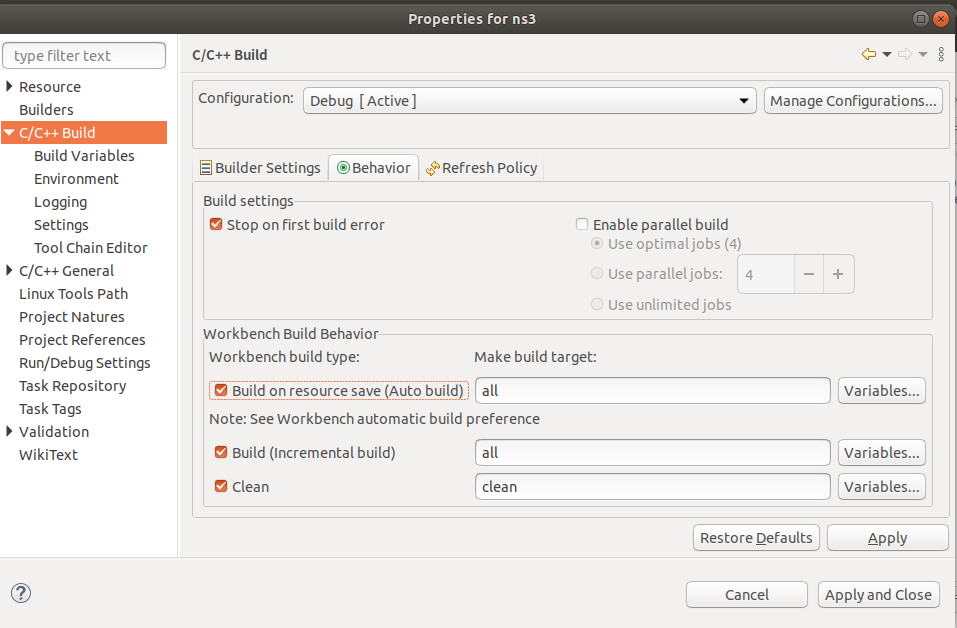 Properties for ns3
type filter text
C/C++ Build
Resource
Builders
C/C++ Build
Build Variables
Environment
Logging
Settings
Tool Chain Editor
C/C++ General
Linux Tools Path
Project Natures
Project References
Run/Debug Settings
Task Repository
Task Tags
Validation
WikiText
Configuration: Debug [ Active ] Manage Configurations...
Builder Settings Behavior Refresh Policy
Build settings
Stop on first build error Enable parallel build
Use optimal jobs (4)
Use parallel jobs: 4 − +
Use unlimited jobs
Workbench Build Behavior
Workbench build type: Make build target:
Build on resource save (Auto build) all Variables...
Note: See Workbench automatic build preference
Build (Incremental build) all Variables...
Clean clean Variables...
Restore Defaults Apply
? Cancel Apply and Close